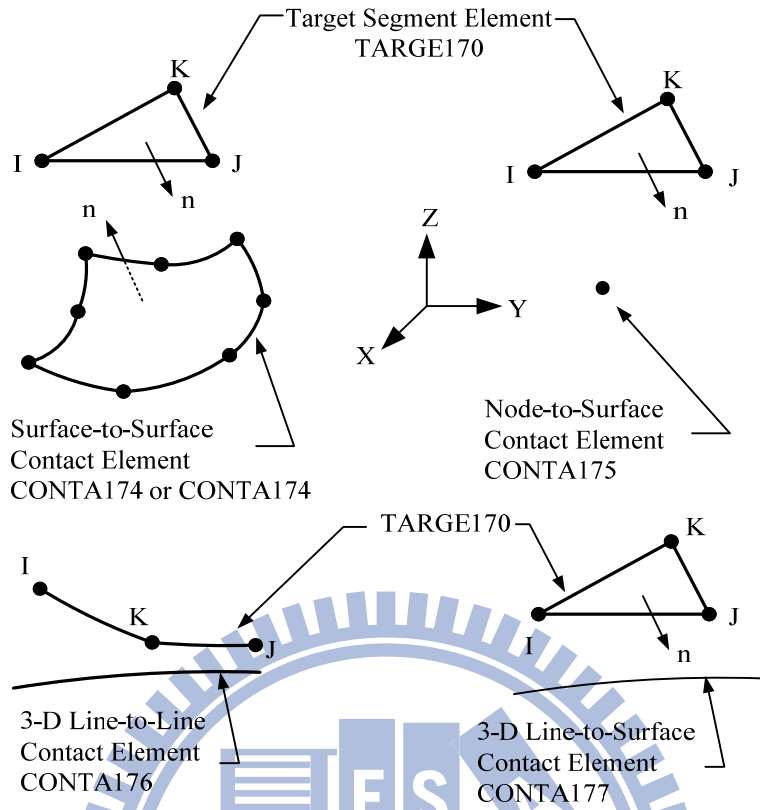 Target Segment Element
TARGE170
K
I
J
n
K
I
J
n
n
Z
Y
X
Surface-to-Surface
Contact Element
CONTA174 or CONTA174
Node-to-Surface
Contact Element
CONTA175
TARGE170
I
K
J
K
I
J
n
3-D Line-to-Line
Contact Element
CONTA176
3-D Line-to-Surface
Contact Element
CONTA177
E S